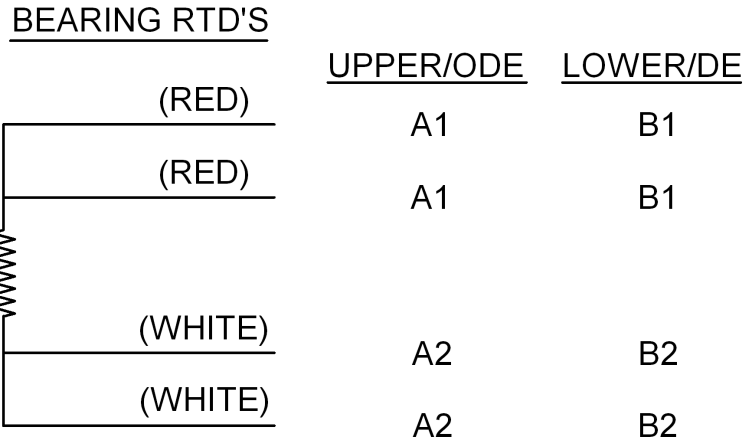 BEARING RTD'S
UPPER/ODE LOWER/DE
(RED) A1 B1
(RED) A1 B1
(WHITE) A2 B2
(WHITE) A2 B2